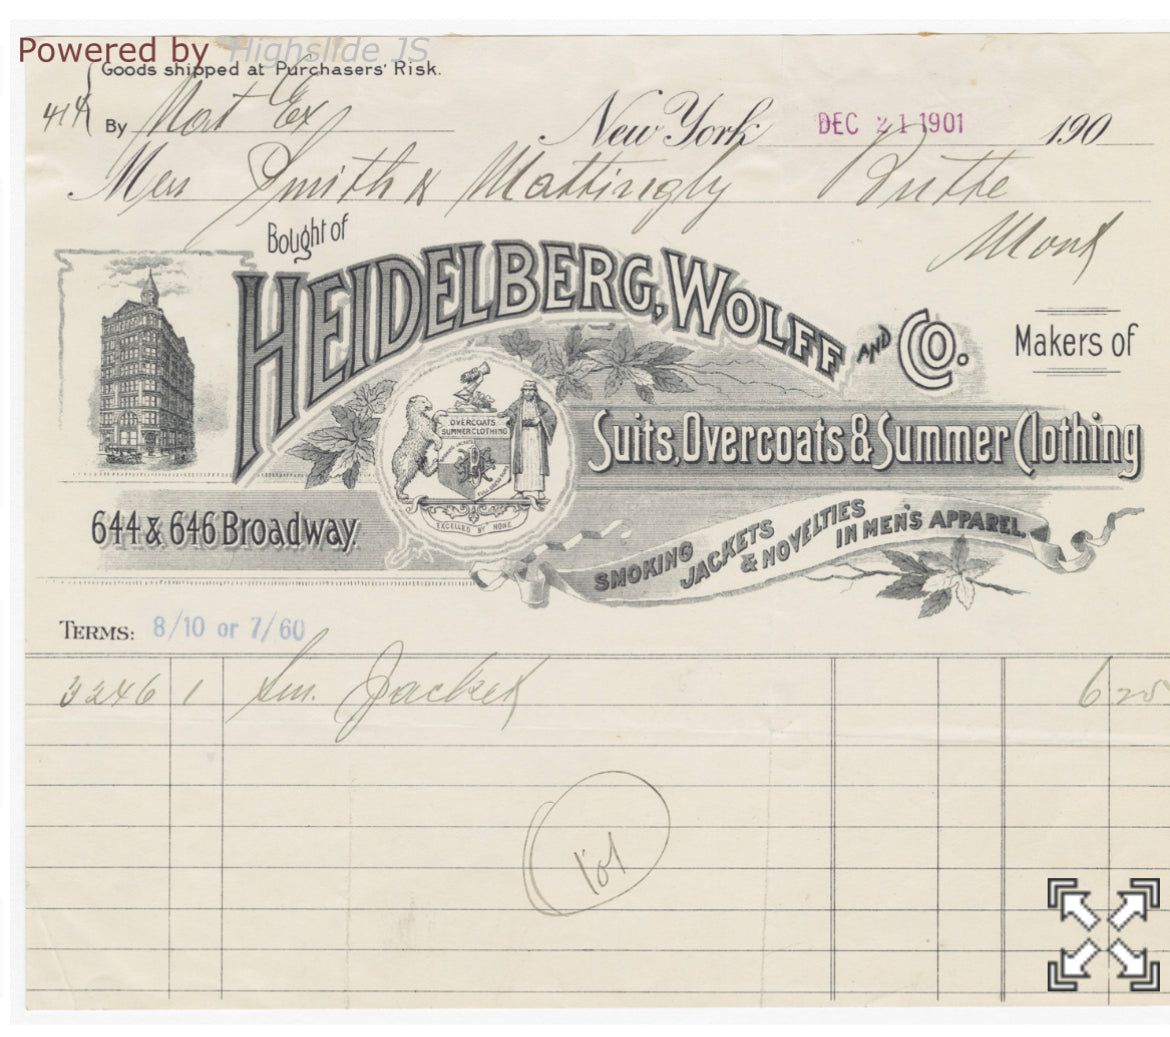 Powered by Highslide JS
Goods shipped at Purchasers' Risk.
By Nat Ex
New York DEC 21 1901 190
Mess Smith & Mattingly Butte
Mont
Bought of
HEIDELBERG, WOLFF AND CO.
Makers of
OVERCOATS
SUMMER CLOTHING
Suits, Overcoats & Summer Clothing
EXCELLED BY NONE
644 & 646 Broadway.
SMOKING JACKETS & NOVELTIES IN MEN'S APPAREL.
TERMS: 8/10 or 7/60
3246 1 Sm. Jacket 6 25